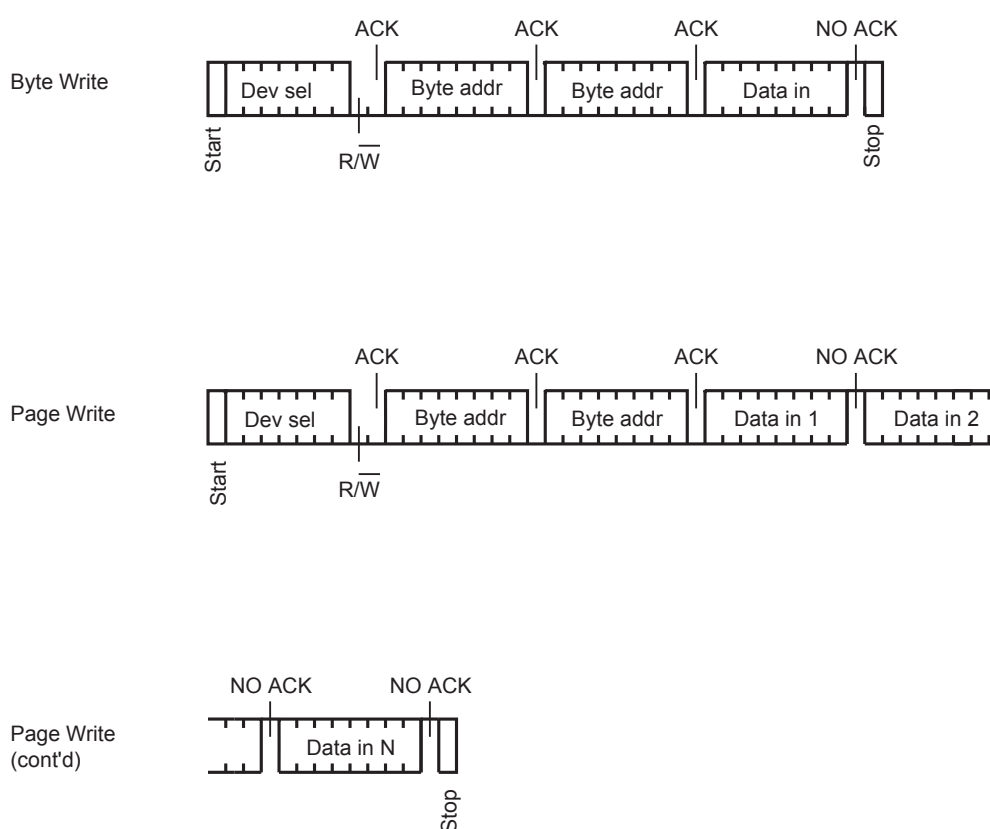 ACK ACK ACK NO ACK
Byte Write
Dev sel Byte addr Byte addr Data in
Start
R/W
Stop
ACK ACK ACK NO ACK
Page Write
Dev sel Byte addr Byte addr Data in 1 Data in 2
Start
R/W
NO ACK NO ACK
Page Write
(cont'd)
Data in N
Stop